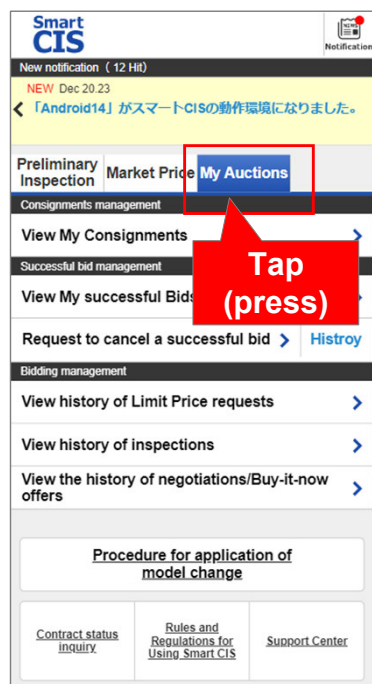 Smart
CIS
NEWS
Notification
New notification ( 12 Hit)
NEW Dec 20.23
「Android14」がスマートCISの動作環境になりました。
Preliminary
Inspection
Market Price
My Auctions
Consignments management
View My Consignments
Successful bid management
View My successful Bids
Tap
(press)
Request to cancel a successful bid
Histroy
Bidding management
View history of Limit Price requests
View history of inspections
View the history of negotiations/Buy-it-now
offers
Procedure for application of
model change
Contract status
inquiry
Rules and
Regulations for
Using Smart CIS
Support Center